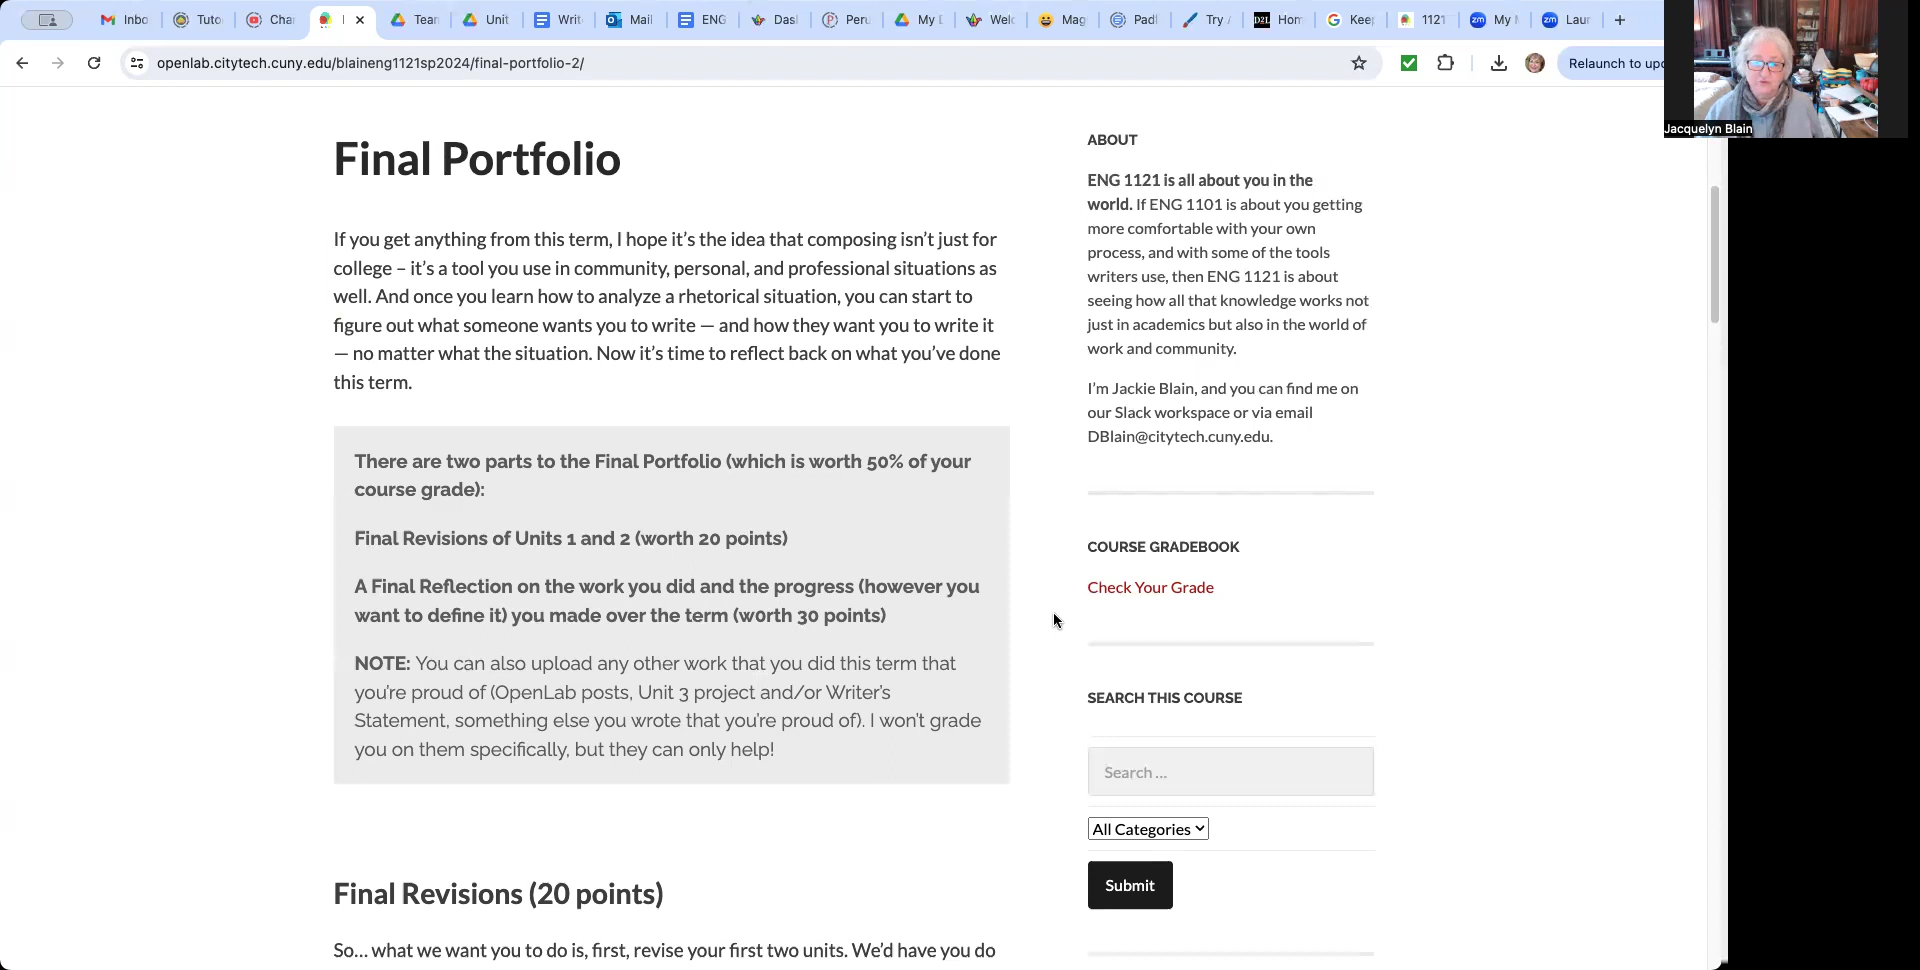 Inbo
Tuto
Cha
Tean
Unit
Writ
Mail
ENG
Dasl
Peru
My D
Welc
Mag
Padl
Try
Hom
Keep
1121
My
Laur
openlab.citytech.cuny.edu/blaineng1121sp2024/final-portfolio-2/
Relaunch to upd
Jacquelyn Blain
Final Portfolio
If you get anything from this term, I hope it’s the idea that composing isn’t just for
college – it’s a tool you use in community, personal, and professional situations as
well. And once you learn how to analyze a rhetorical situation, you can start to
figure out what someone wants you to write — and how they want you to write it
— no matter what the situation. Now it’s time to reflect back on what you’ve done
this term.
There are two parts to the Final Portfolio (which is worth 50% of your
course grade):
Final Revisions of Units 1 and 2 (worth 20 points)
A Final Reflection on the work you did and the progress (however you
want to define it) you made over the term (w0rth 30 points)
NOTE: You can also upload any other work that you did this term that
you’re proud of (OpenLab posts, Unit 3 project and/or Writer’s
Statement, something else you wrote that you’re proud of). I won’t grade
you on them specifically, but they can only help!
Final Revisions (20 points)
So… what we want you to do is, first, revise your first two units. We’d have you do
ABOUT
ENG 1121 is all about you in the
world. If ENG 1101 is about you getting
more comfortable with your own
process, and with some of the tools
writers use, then ENG 1121 is about
seeing how all that knowledge works not
just in academics but also in the world of
work and community.
I’m Jackie Blain, and you can find me on
our Slack workspace or via email
DBlain@citytech.cuny.edu.
COURSE GRADEBOOK
Check Your Grade
SEARCH THIS COURSE
Search …
All Categories
Submit